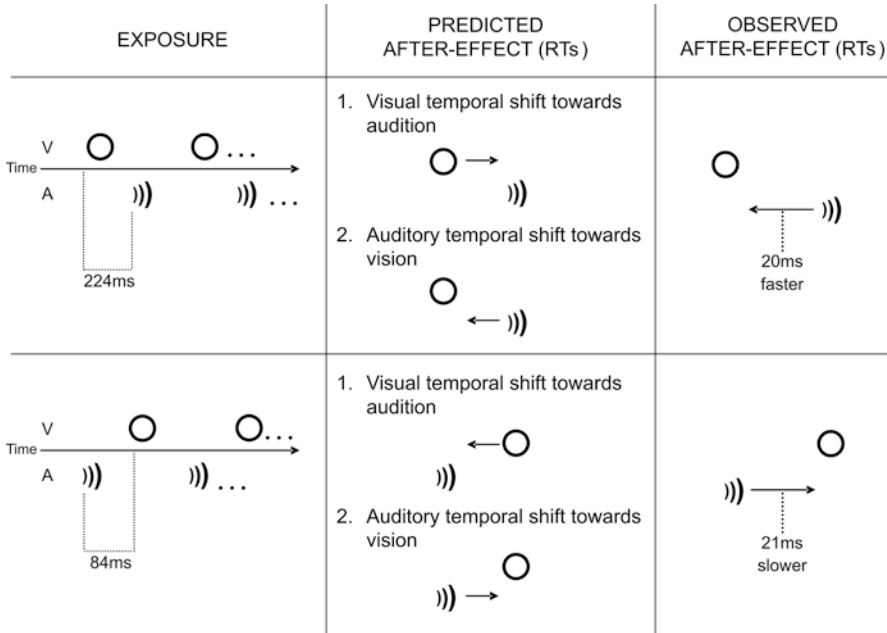 EXPOSURE
PREDICTED
AFTER-EFFECT (RTs)
OBSERVED
AFTER-EFFECT (RTs)
V
...
Time
A
...
224ms
1. Visual temporal shift towards
audition
2. Auditory temporal shift towards
vision
20ms
faster
V
...
Time
A
...
84ms
1. Visual temporal shift towards
audition
2. Auditory temporal shift towards
vision
21ms
slower